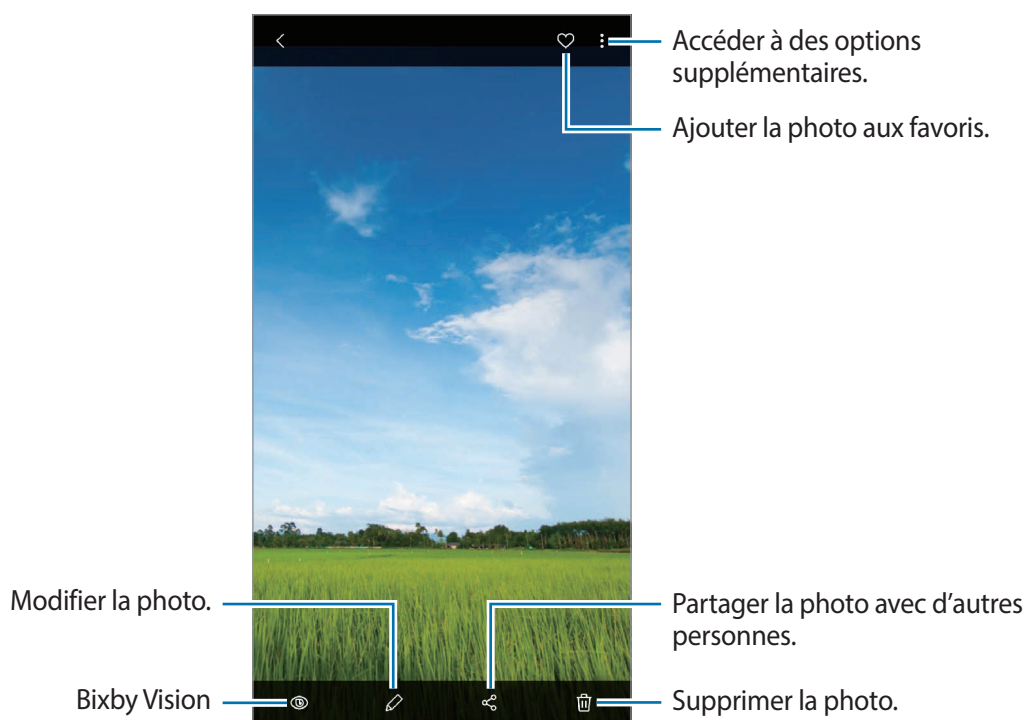 Accéder à des options
supplémentaires.
Ajouter la photo aux favoris.
Modifier la photo.
Partager la photo avec d’autres
personnes.
Bixby Vision
Supprimer la photo.